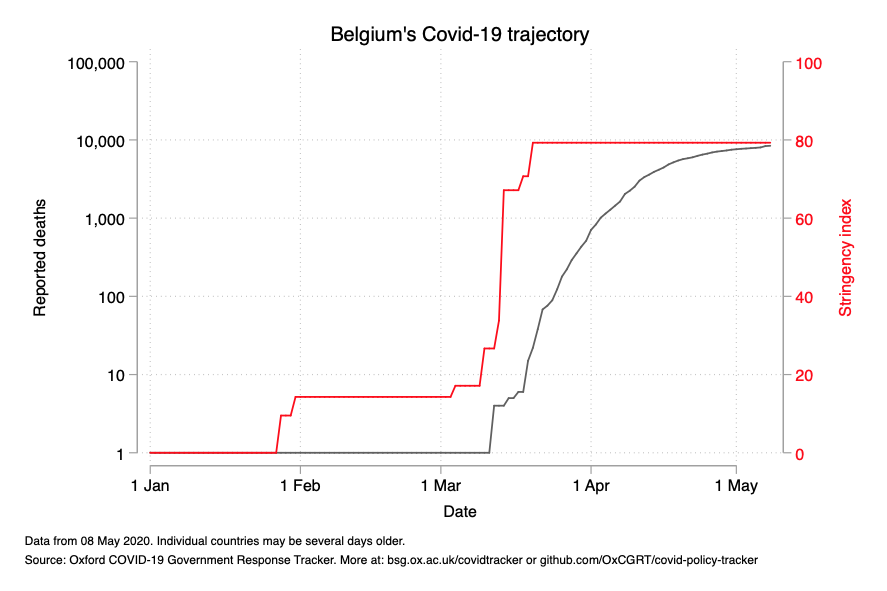 Belgium's Covid-19 trajectory
100,000
10,000
1,000
100
10
1
Reported deaths
100
80
60
40
20
0
Stringency index
1 Jan
1 Feb
1 Mar
1 Apr
1 May
Date
Data from 08 May 2020. Individual countries may be several days older.
Source: Oxford COVID-19 Government Response Tracker. More at: bsg.ox.ac.uk/covidtracker or github.com/OxCGRT/covid-policy-tracker